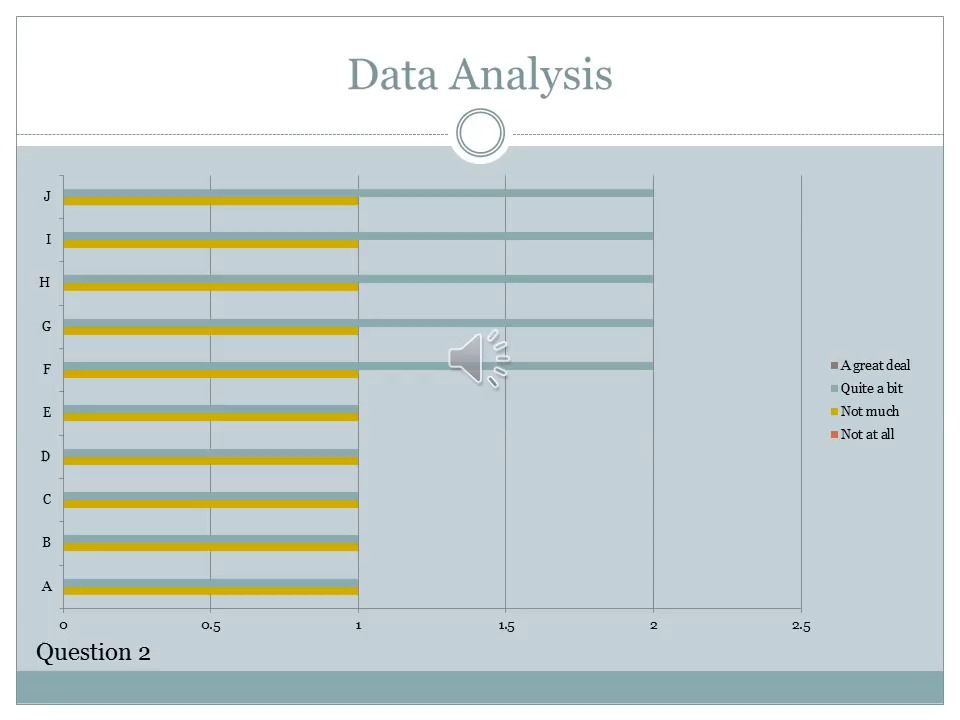 Data Analysis
J
I
H
G
F
E
D
C
B
A
0 0.5 1 1.5 2 2.5
A great deal
Quite a bit
Not much
Not at all
Question 2